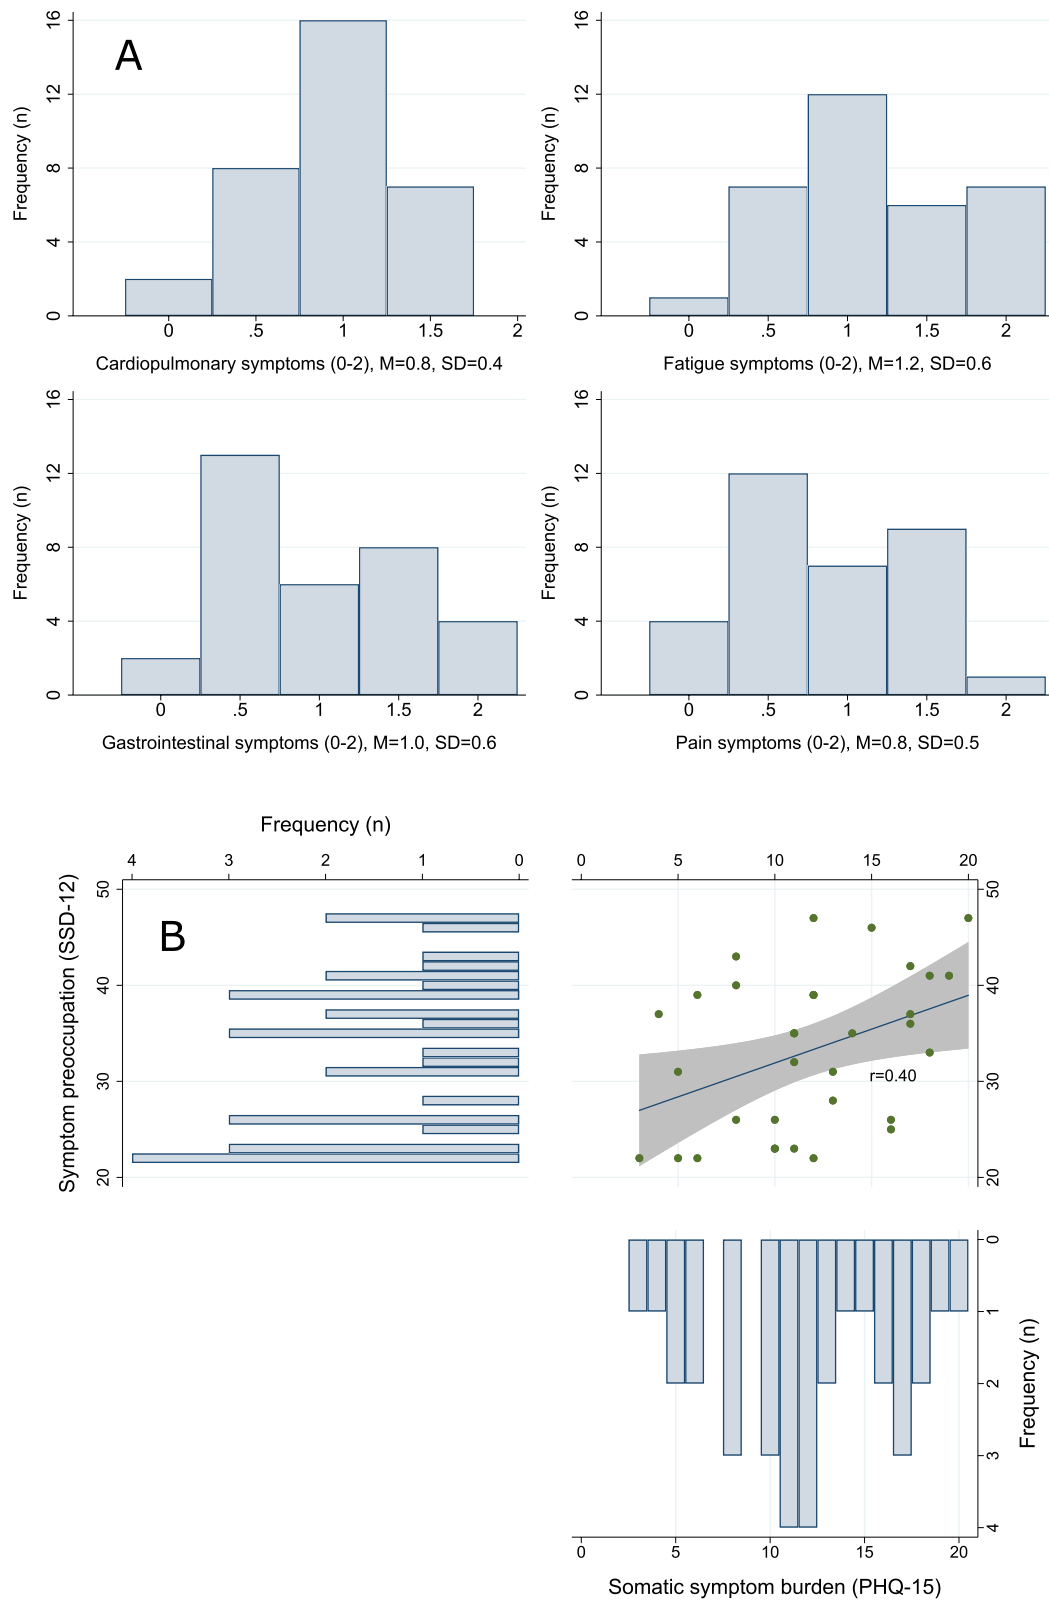 A
Frequency (n)
16
12
8
4
0
0 .5 1 1.5 2
Cardiopulmonary symptoms (0-2), M=0.8, SD=0.4
Frequency (n)
16
12
8
4
0
0 .5 1 1.5 2
Fatigue symptoms (0-2), M=1.2, SD=0.6
Frequency (n)
16
12
8
4
0
0 .5 1 1.5 2
Gastrointestinal symptoms (0-2), M=1.0, SD=0.6
Frequency (n)
16
12
8
4
0
0 .5 1 1.5 2
Pain symptoms (0-2), M=0.8, SD=0.5
Frequency (n)
4 3 2 1 0
B
Symptom preoccupation (SSD-12)
50
40
30
20
0 5 10 15 20
50
40
30
20
r=0.40
0
1
2
3
4
Frequency (n)
0 5 10 15 20
Somatic symptom burden (PHQ-15)